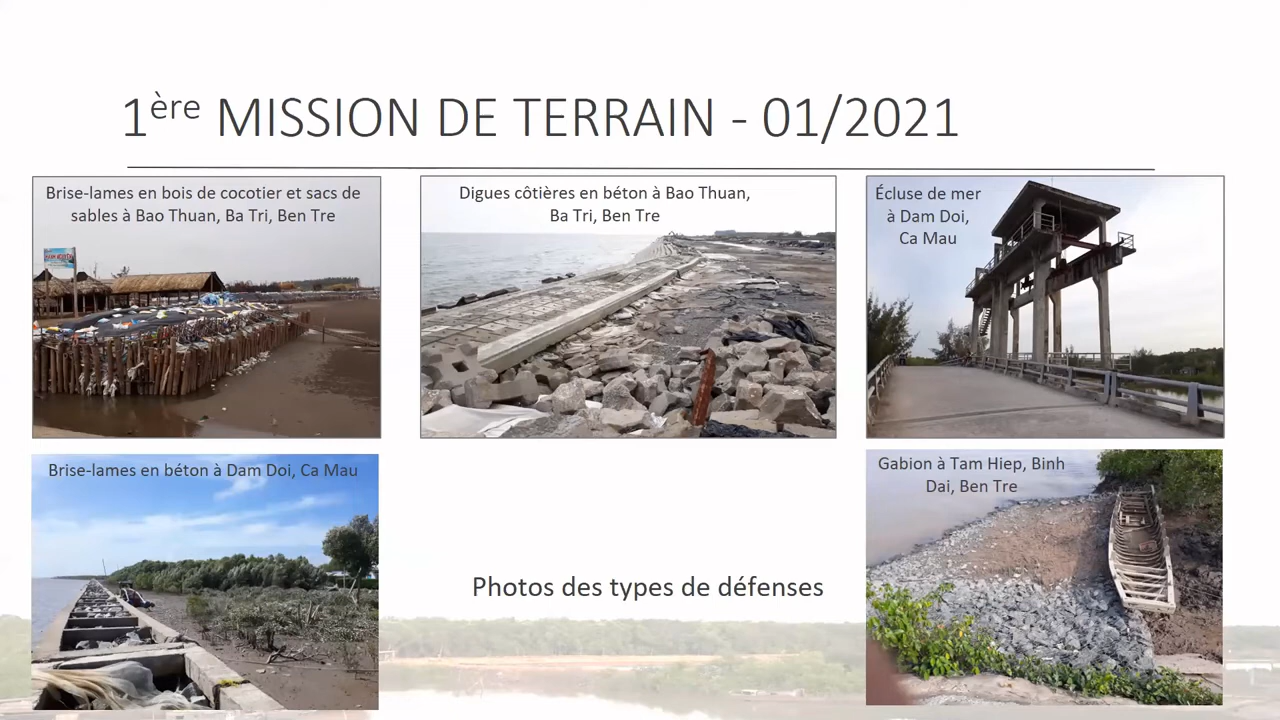 1ère MISSION DE TERRAIN - 01/2021
Brise-lames en bois de cocotier et sacs de
sables à Bao Thuan, Ba Tri, Ben Tre
Digues côtières en béton à Bao Thuan,
Ba Tri, Ben Tre
Écluse de mer
à Dam Doi,
Ca Mau
Brise-lames en béton à Dam Doi, Ca Mau
Photos des types de défenses
Gabion à Tam Hiep, Binh
Dai, Ben Tre